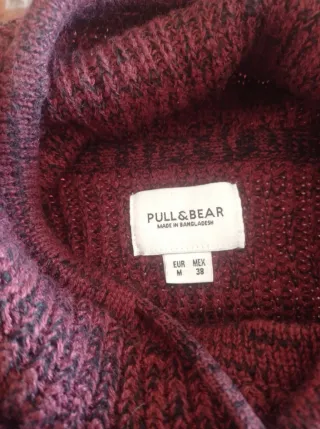 PULL&BEAR
MADE IN BANGLADESH
EUR MEX
M 38